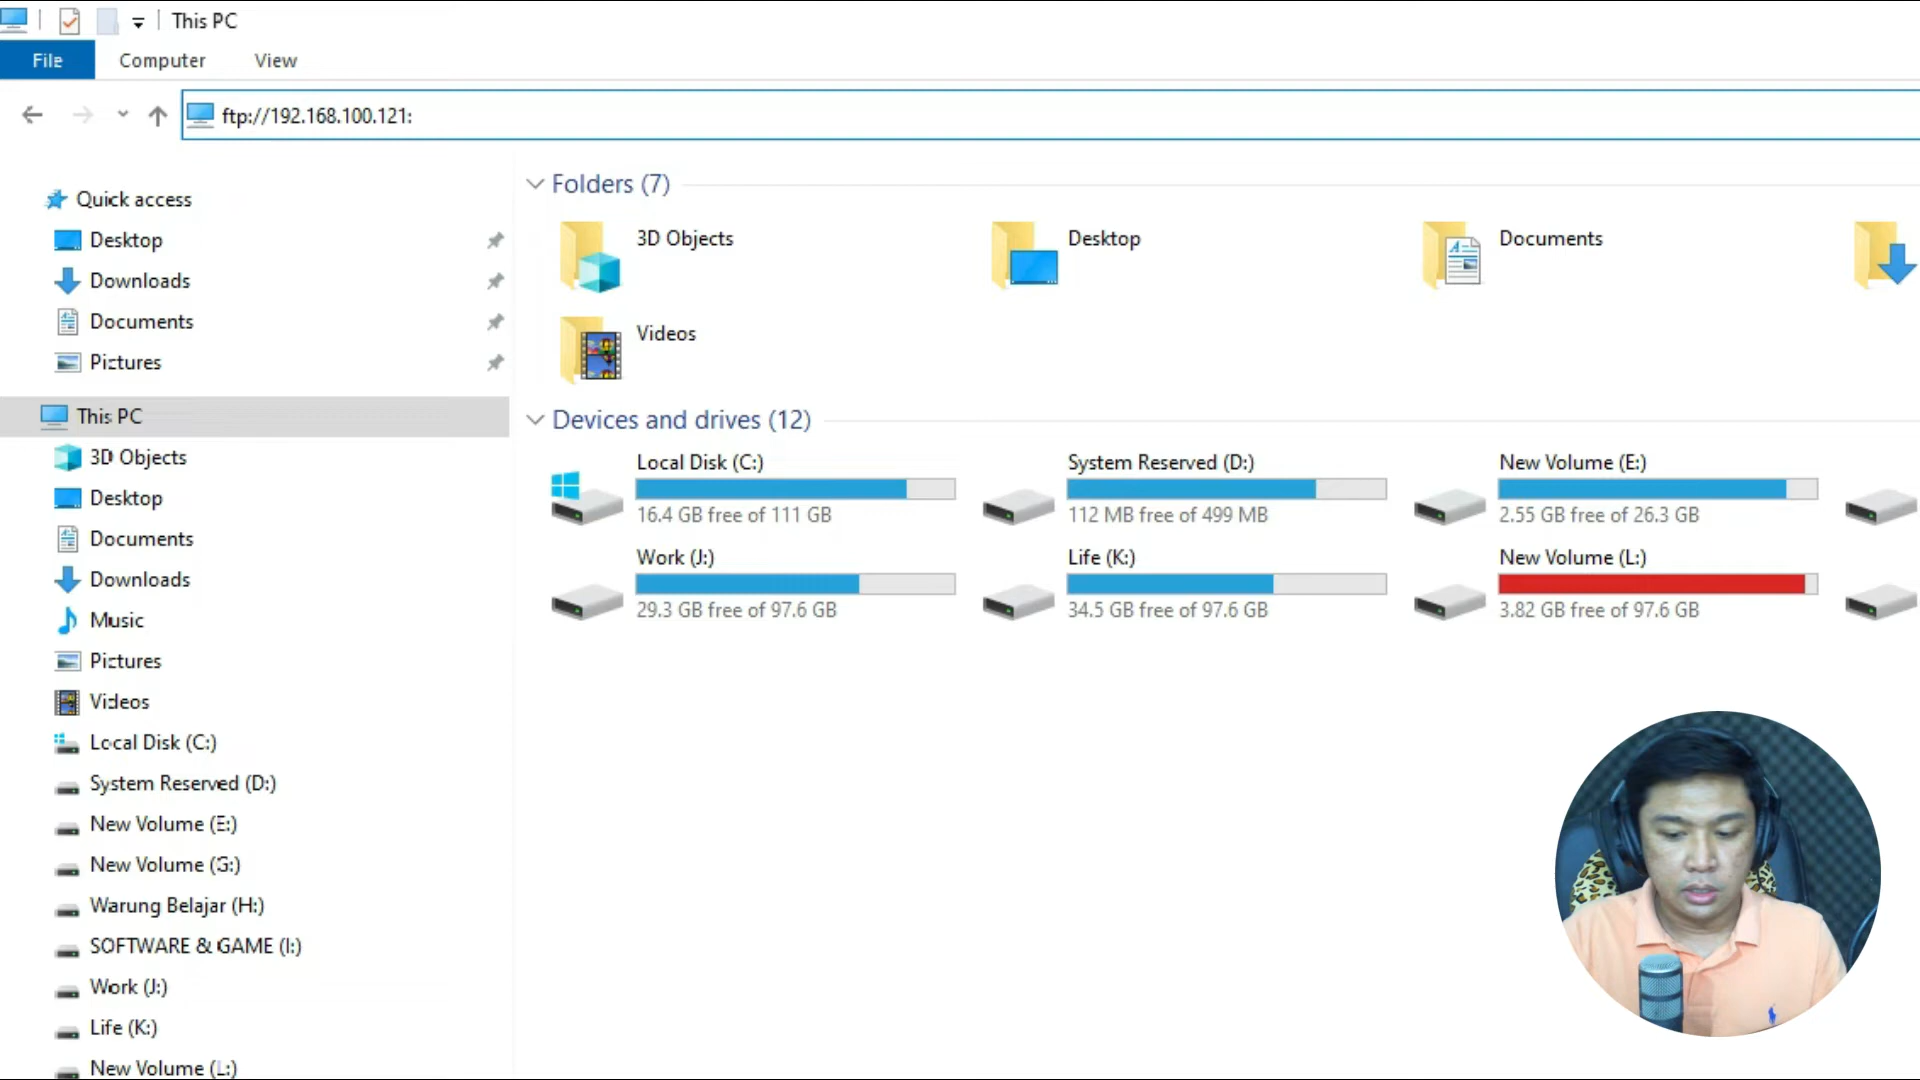 This PC
File
Computer
View
ftp://192.168.100.121:
Quick access
Desktop
Downloads
Documents
Pictures
This PC
3D Objects
Desktop
Documents
Downloads
Music
Pictures
Videos
Local Disk (C:)
System Reserved (D:)
New Volume (E:)
New Volume (G:)
Warung Belajar (H:)
SOFTWARE & GAME (I:)
Work (J:)
Life (K:)
New Volume (L:)
Folders (7)
3D Objects
Desktop
Documents
Videos
Devices and drives (12)
Local Disk (C:)
16.4 GB free of 111 GB
System Reserved (D:)
112 MB free of 499 MB
New Volume (E:)
2.55 GB free of 26.3 GB
Work (J:)
29.3 GB free of 97.6 GB
Life (K:)
34.5 GB free of 97.6 GB
New Volume (L:)
3.82 GB free of 97.6 GB